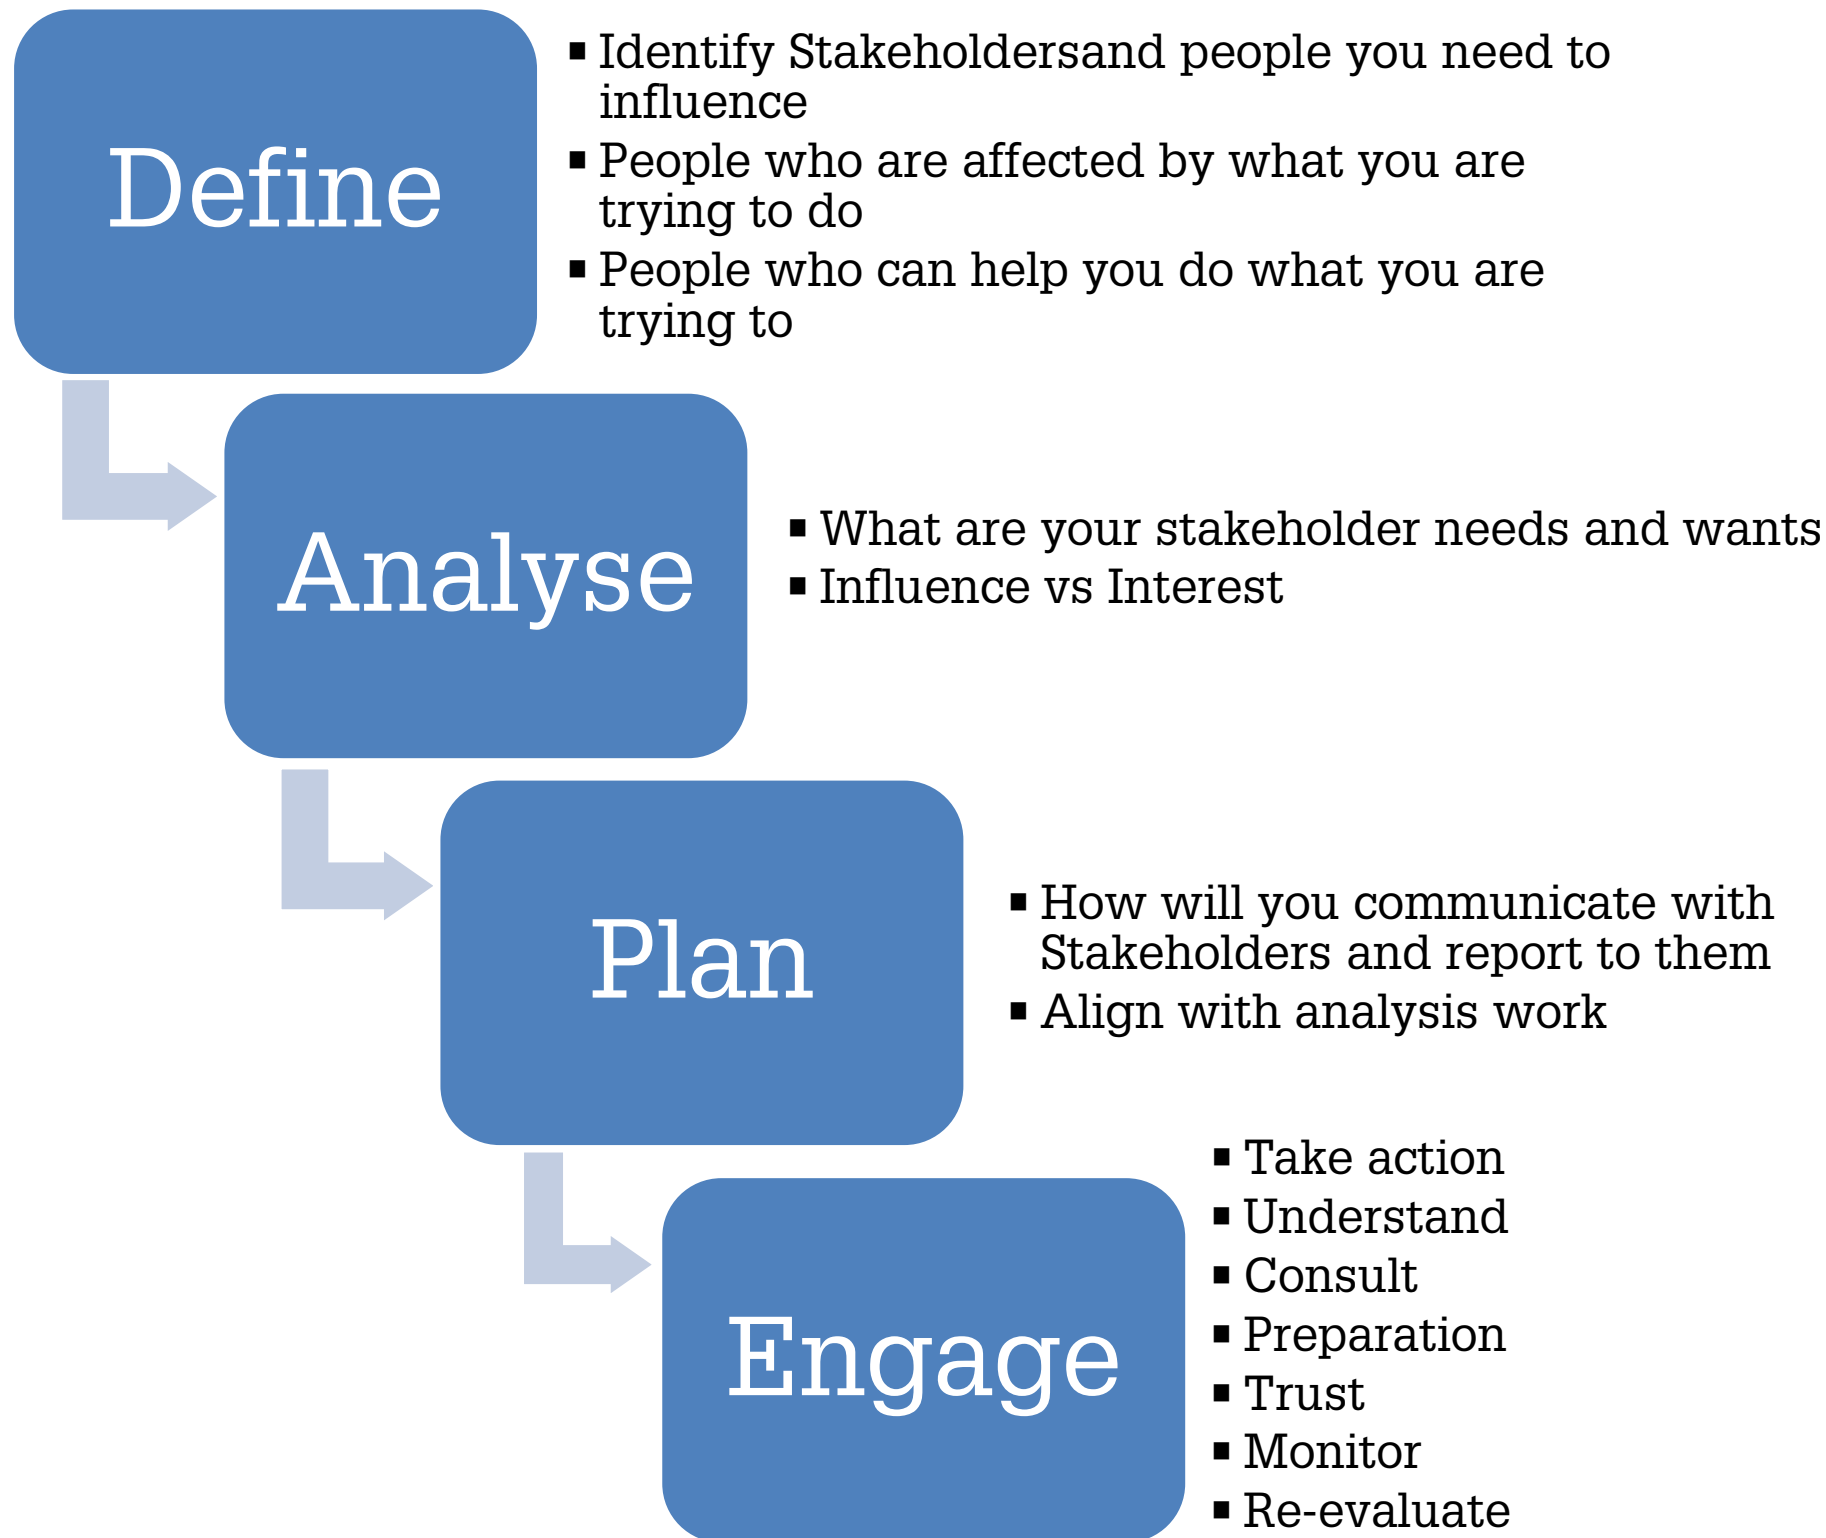 Define
▪ Identify Stakeholdersand people you need to
influence
▪ People who are affected by what you are
trying to do
▪ People who can help you do what you are
trying to
Analyse
▪ What are your stakeholder needs and wants
▪ Influence vs Interest
Plan
▪ How will you communicate with
Stakeholders and report to them
▪ Align with analysis work
Engage
▪ Take action
▪ Understand
▪ Consult
▪ Preparation
▪ Trust
▪ Monitor
▪ Re-evaluate